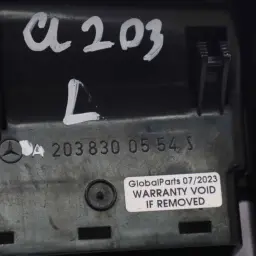 CL 203
L
A 203 830 05 54 S
GlobalParts 07/2023
WARRANTY VOID
IF REMOVED